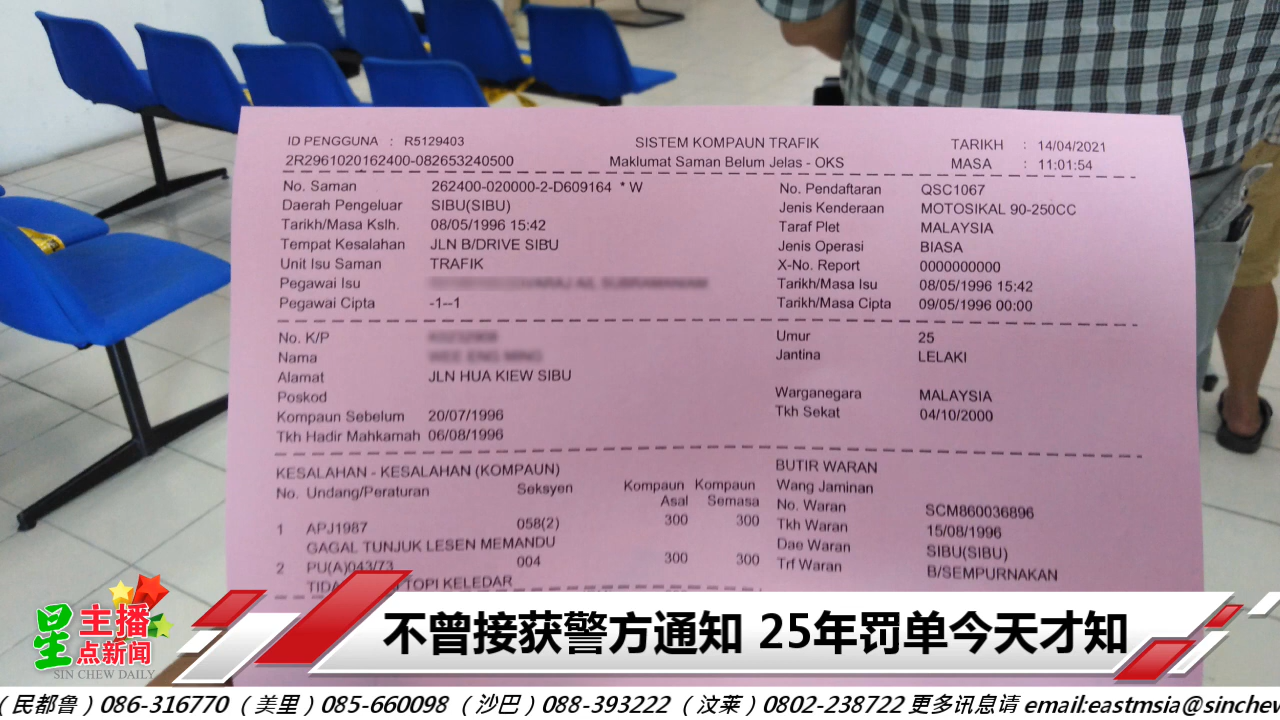 ID PENGGUNA : R5129403 SISTEM KOMPAUN TRAFIK TARIKH : 14/04/2021
2R2961020162400-082653240500 Maklumat Saman Belum Jelas - OKS MASA : 11:01:54
No. Saman 262400-020000-2-D609164 * W No. Pendaftaran QSC1067
Daerah Pengeluar SIBU(SIBU) Jenis Kenderaan MOTOSIKAL 90-250CC
Tarikh/Masa Kslh. 08/05/1996 15:42 Taraf Plet MALAYSIA
Tempat Kesalahan JLN B/DRIVE SIBU Jenis Operasi BIASA
Unit Isu Saman TRAFIK X-No. Report 0000000000
Pegawai Isu Tarikh/Masa Isu 08/05/1996 15:42
Pegawai Cipta -1--1 Tarikh/Masa Cipta 09/05/1996 00:00
No. K/P Umur 25
Nama Jantina LELAKI
Alamat JLN HUA KIEW SIBU
Poskod Warganegara MALAYSIA
Kompaun Sebelum 20/07/1996 Tkh Sekat 04/10/2000
Tkh Hadir Mahkamah 06/08/1996
KESALAHAN - KESALAHAN (KOMPAUN) BUTIR WARAN
No. Undang/Peraturan Seksyen Kompaun Asal Kompaun Semasa Wang Jaminan
No. Waran SCM860036896
1 APJ1987 058(2) 300 300 Tkh Waran 15/08/1996
GAGAL TUNJUK LESEN MEMANDU Dae Waran SIBU(SIBU)
2 PU(A)043/73 004 300 300 Trf Waran B/SEMPURNAKAN
TOPI KELEDAR
星主播点新闻
SIN CHEW DAILY
不曾接获警方通知 25年罚单今天才知
（民都鲁）086-316770 （美里）085-660098 （沙巴）088-393222 （汶莱）0802-238722 更多讯息请 email:eastmsia@sinchew